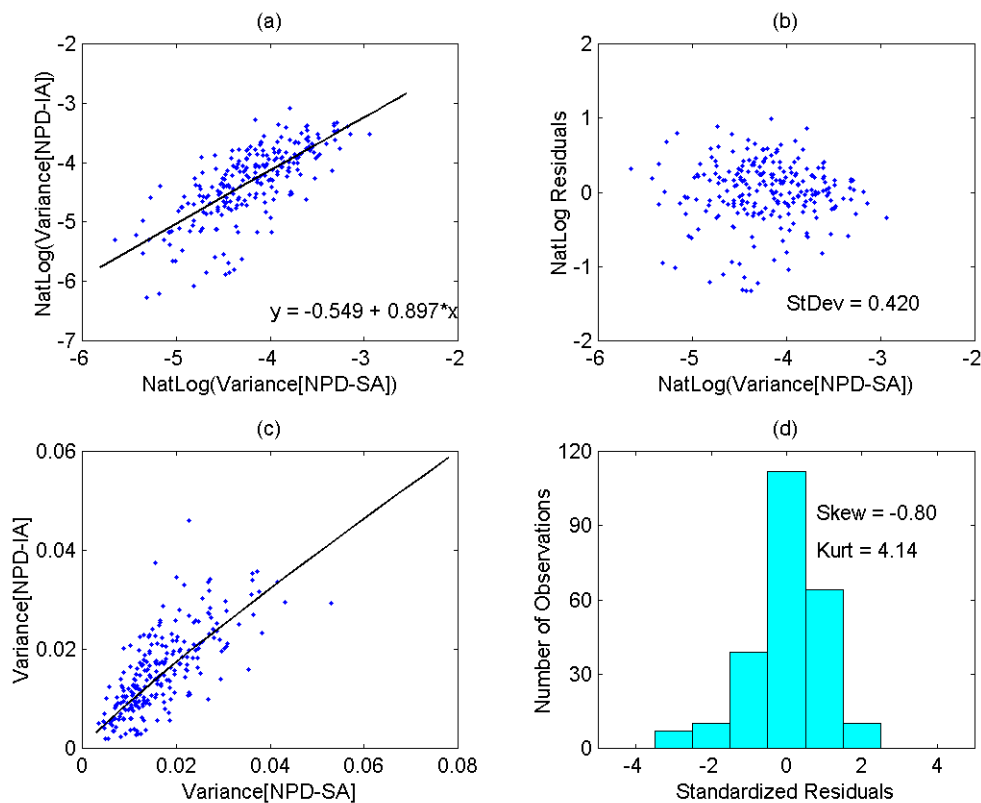 (a)
-2
-3
-4
-5
-6
-7
NatLog(Variance[NPD-IA])
y = -0.549 + 0.897*x
-6
-5
-4
-3
-2
NatLog(Variance[NPD-SA])
(b)
2
1
0
-1
-2
NatLog Residuals
StDev = 0.420
-6
-5
-4
-3
-2
NatLog(Variance[NPD-SA])
(c)
0.06
0.04
0.02
0
Variance[NPD-IA]
0
0.02
0.04
0.06
0.08
Variance[NPD-SA]
(d)
120
90
60
30
0
Number of Observations
Skew = -0.80
Kurt = 4.14
-4
-2
0
2
4
Standardized Residuals